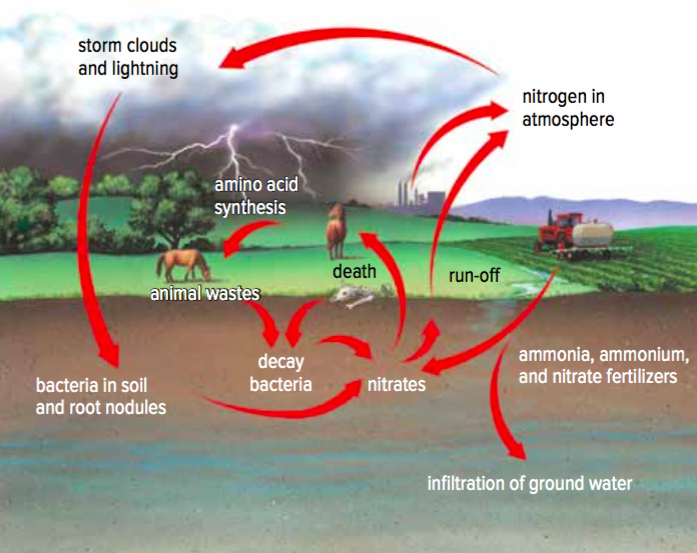 storm clouds
and lightning
nitrogen in
atmosphere
amino acid
synthesis
death
run-off
animal wastes
decay
bacteria
nitrates
ammonia, ammonium,
and nitrate fertilizers
bacteria in soil
and root nodules
infiltration of ground water